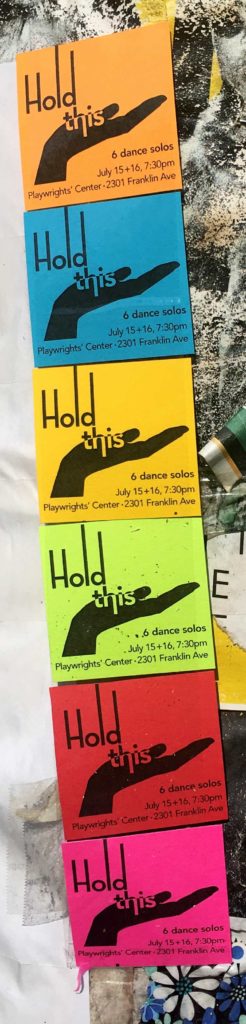 Hold
this
6 dance solos
July 15+16, 7:30pm
Playwrights' Center · 2301 Franklin Ave
Hold
this
6 dance solos
July 15+16, 7:30pm
Playwrights' Center · 2301 Franklin Ave
Hold
this
6 dance solos
July 15+16, 7:30pm
Playwrights' Center · 2301 Franklin Ave
Hold
this
6 dance solos
July 15+16, 7:30pm
Playwrights' Center · 2301 Franklin Ave
E
Hold
this
6 dance solos
July 15+16, 7:30pm
Playwrights' Center · 2301 Franklin Ave
Hold
this
6 dance solos
July 15+16, 7:30pm
Playwrights' Center · 2301 Franklin Ave